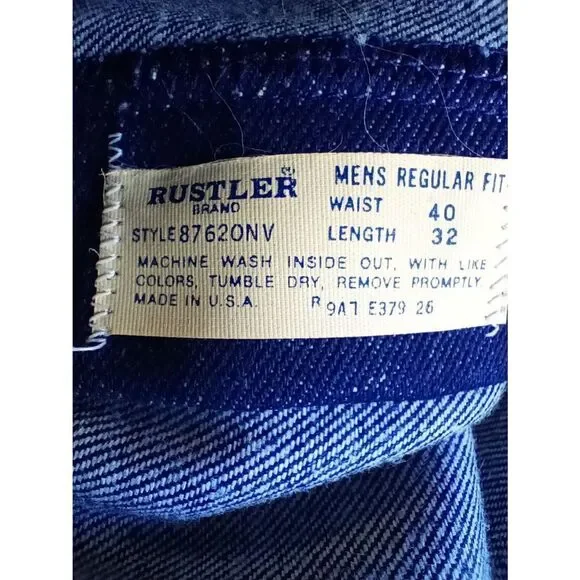 RUSTLER®
BRAND
STYLE 87620NV
MENS REGULAR FIT
WAIST 40
LENGTH 32
MACHINE WASH INSIDE OUT, WITH LIKE
COLORS, TUMBLE DRY, REMOVE PROMPTLY.
MADE IN U.S.A. R 9A7 E379 26